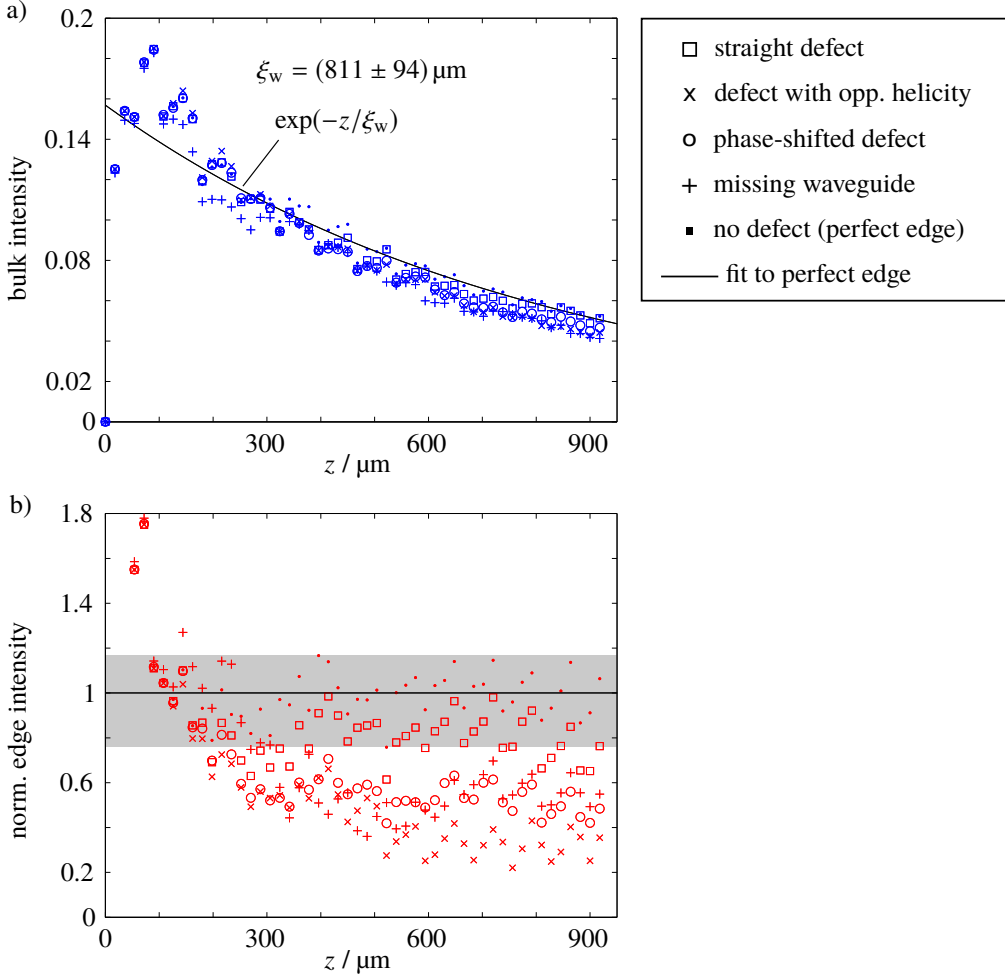 a)
0.2
0.14
0.08
0.02
0
bulk intensity
ξw = (811 ± 94) µm
exp(−z/ξw)
0
300
600
900
z / µm
straight defect
defect with opp. helicity
phase-shifted defect
missing waveguide
no defect (perfect edge)
fit to perfect edge
b)
1.8
1.4
1
0.6
0.2
0
norm. edge intensity
0
300
600
900
z / µm